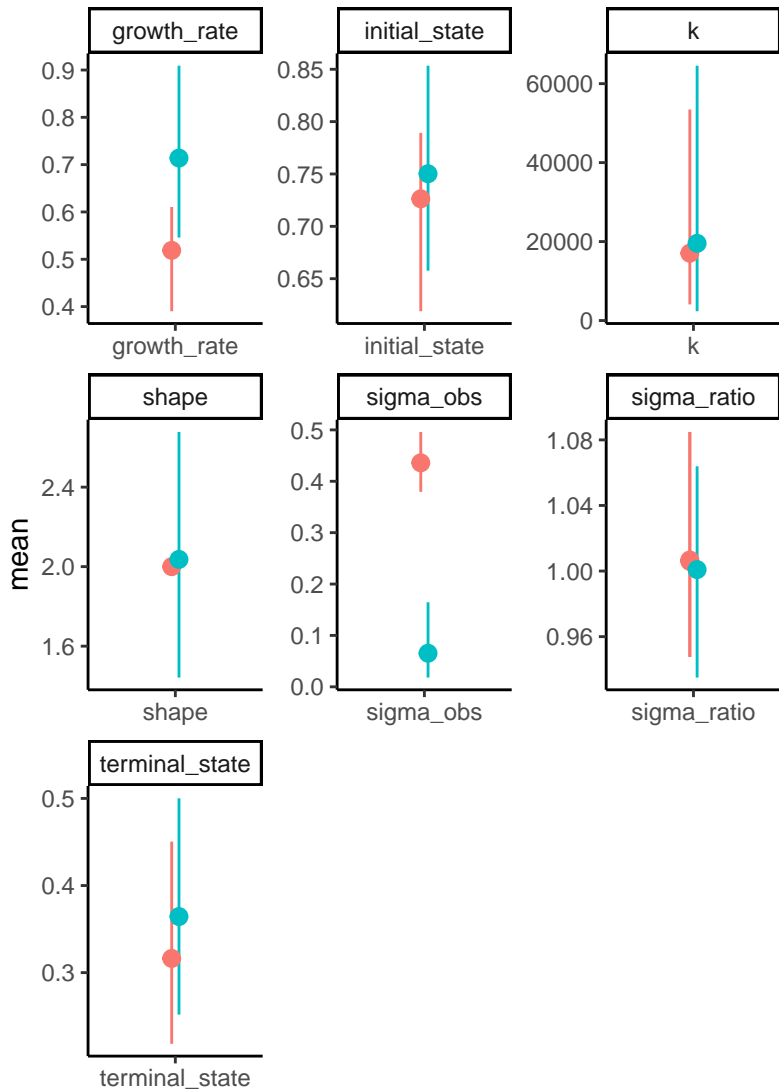 growth_rate
initial_state
k
0.9
0.8
0.7
0.6
0.5
0.4
growth_rate
0.85
0.80
0.75
0.70
0.65
initial_state
60000
40000
20000
0
k
shape
sigma_obs
sigma_ratio
mean
2.4
2.0
1.6
shape
0.5
0.4
0.3
0.2
0.1
0.0
sigma_obs
1.08
1.04
1.00
0.96
sigma_ratio
terminal_state
0.5
0.4
0.3
terminal_state